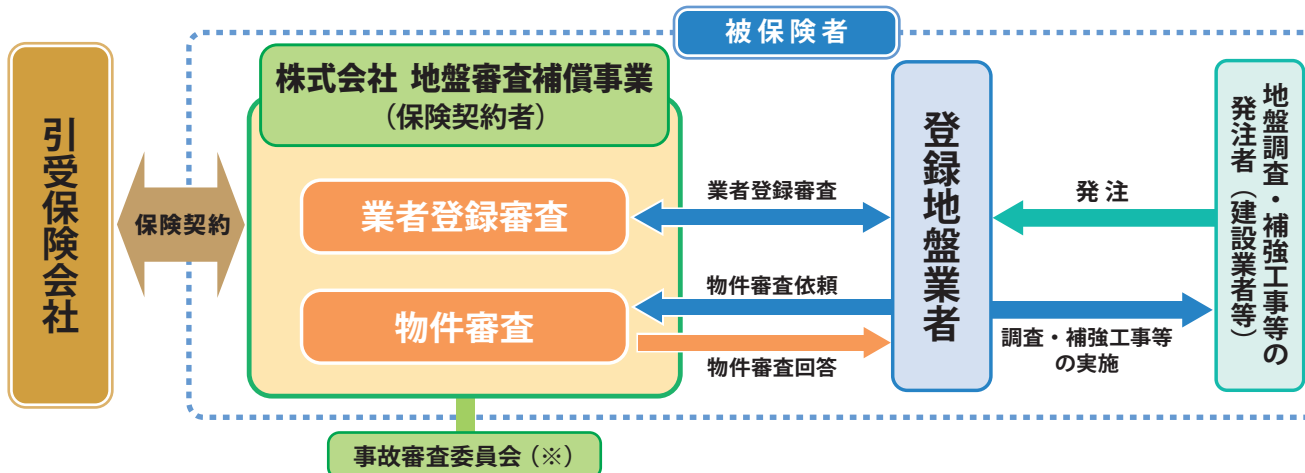 被保険者
引受保険会社
保険契約
株式会社 地盤審査補償事業
（保険契約者）
業者登録審査
物件審査
業者登録審査
物件審査依頼
物件審査回答
登録地盤業者
発注
調査・補強工事等
の実施
地盤調査・補強工事等の
発注者（建設業者等）
事故審査委員会（※）